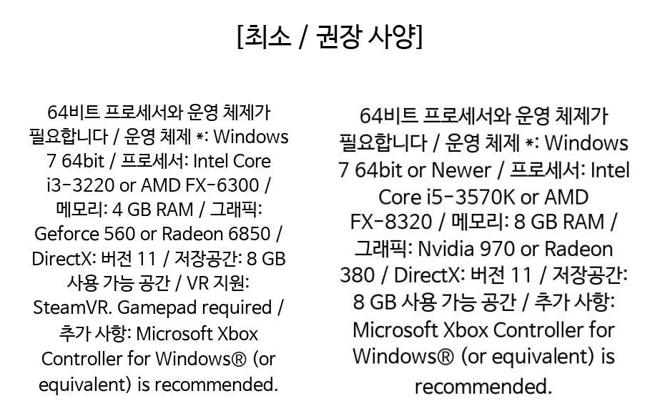 [최소 / 권장 사양]
64비트 프로세서와 운영 체제가
필요합니다 / 운영 체제 *: Windows
7 64bit / 프로세서: Intel Core
i3-3220 or AMD FX-6300 /
메모리: 4 GB RAM / 그래픽:
Geforce 560 or Radeon 6850 /
DirectX: 버전 11 / 저장공간: 8 GB
사용 가능 공간 / VR 지원:
SteamVR. Gamepad required /
추가 사항: Microsoft Xbox
Controller for Windows® (or
equivalent) is recommended.
64비트 프로세서와 운영 체제가
필요합니다 / 운영 체제 *: Windows
7 64bit or Newer / 프로세서: Intel
Core i5-3570K or AMD
FX-8320 / 메모리: 8 GB RAM /
그래픽: Nvidia 970 or Radeon
380 / DirectX: 버전 11 / 저장공간:
8 GB 사용 가능 공간 / 추가 사항:
Microsoft Xbox Controller for
Windows® (or equivalent) is
recommended.